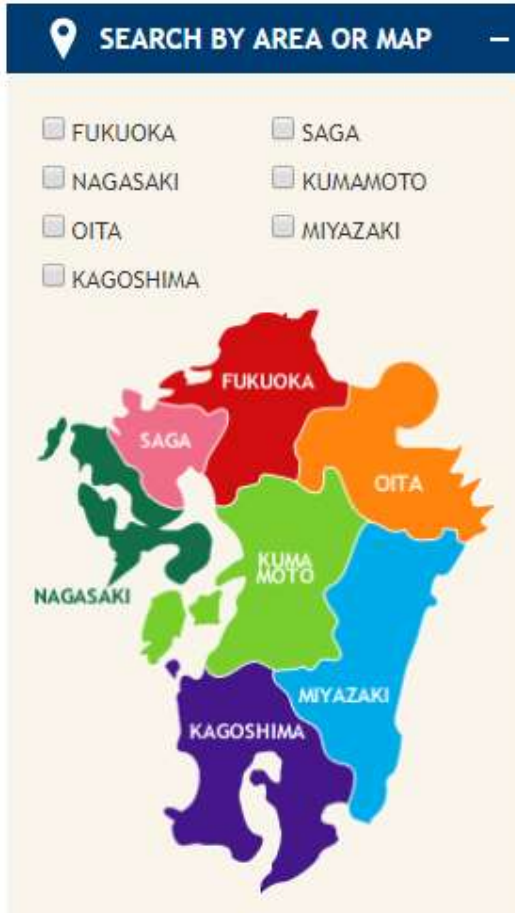 SEARCH BY AREA OR MAP
FUKUOKA
SAGA
NAGASAKI
KUMAMOTO
OITA
MIYAZAKI
KAGOSHIMA
FUKUOKA
SAGA
OITA
KUMA
MOTO
NAGASAKI
MIYAZAKI
KAGOSHIMA